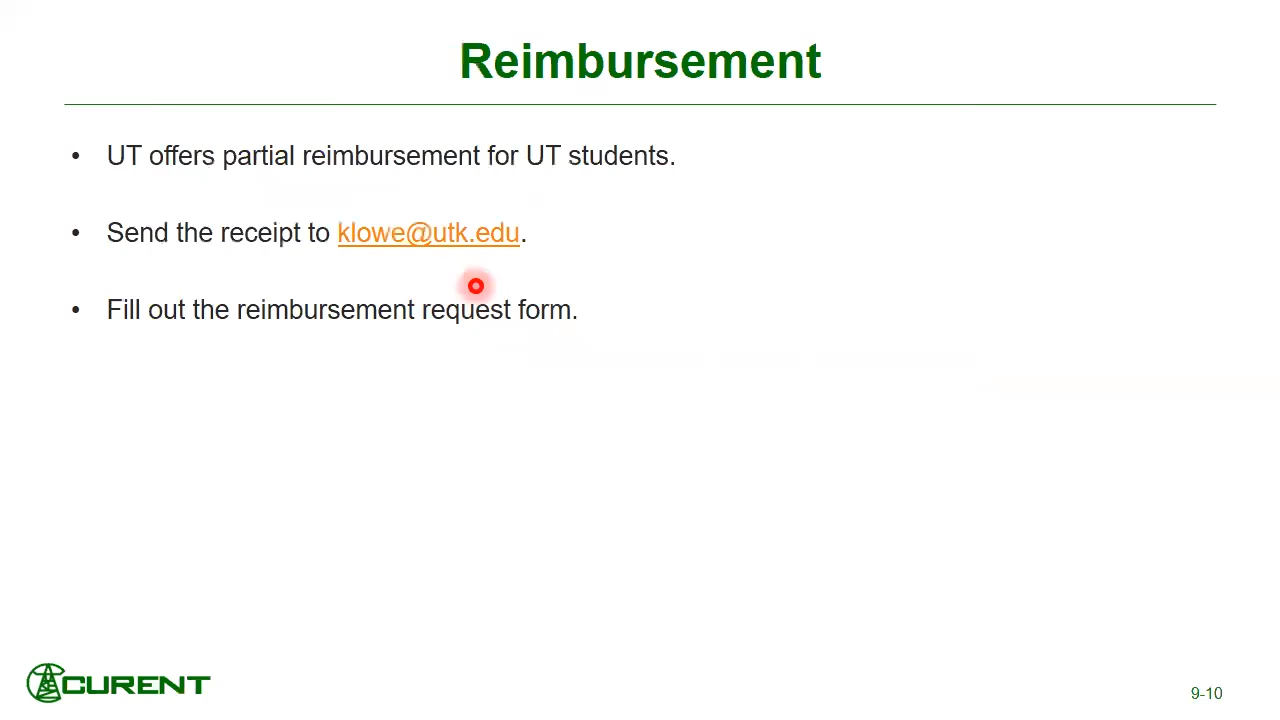 Reimbursement
• UT offers partial reimbursement for UT students.
• Send the receipt to klowe@utk.edu.
• Fill out the reimbursement request form.
CURENT
9-10